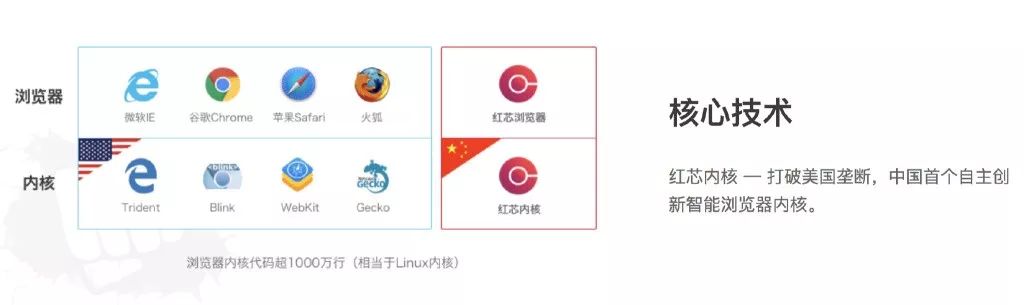 浏览器
微软IE 谷歌Chrome 苹果Safari 火狐 红芯浏览器
内核
blink
Gecko
Trident Blink WebKit Gecko 红芯内核
核心技术
红芯内核 — 打破美国垄断，中国首个自主创
新智能浏览器内核。
浏览器内核代码超1000万行（相当于Linux内核）